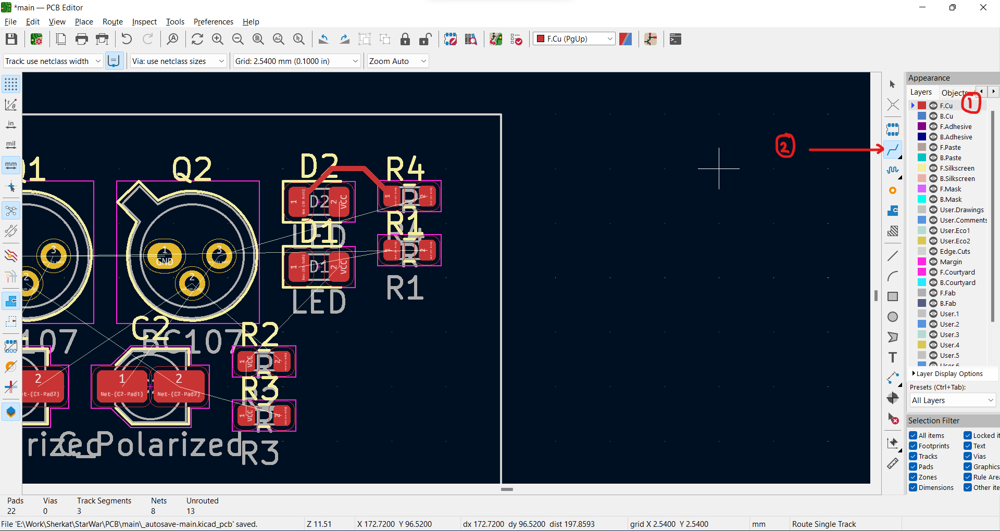 *main — PCB Editor
File Edit View Place Route Inspect Tools Preferences Help
F.Cu (PgUp)
Track: use netclass width
Via: use netclass sizes
Grid: 2.5400 mm (0.1000 in)
Zoom Auto
in
mil
mm
Appearance
Layers Objects
1
F.Cu
B.Cu
F.Adhesive
B.Adhesive
F.Paste
B.Paste
F.Silkscreen
B.Silkscreen
F.Mask
B.Mask
User.Drawings
User.Comments
User.Eco1
User.Eco2
Edge.Cuts
Margin
F.Courtyard
B.Courtyard
F.Fab
B.Fab
User.1
User.2
User.3
User.4
User.5
User.6
Layer Display Options
Presets (Ctrl+Tab):
All Layers
Selection Filter
All items Locked it
Footprints Text
Tracks Vias
Pads Graphics
Zones Rule Are
Dimensions Other ite
2
Q1 Q2 D2 R4
1 D2 2 VCC 1 R 2
LED R4
D1 R1
1 D1 2 VCC 1 R 2
LED R1
3 1 GND 3
2 2
107 BC107
C2 R2
1 VCC R 2
2 1 2
et-(C1-Pad2) Net-(C2-Pad1) Net-(C2-Pad2)
R3
1 VCC R 2
rized C_Polarized
R3
Pads Vias Track Segments Nets Unrouted
22 0 3 8 13
File 'E:\Work\Sherkat\StarWar\PCB\main\_autosave-main.kicad_pcb' saved.
Z 11.51
X 172.7200 Y 96.5200
dx 172.7200 dy 96.5200 dist 197.8593
grid X 2.5400 Y 2.5400
mm
Route Single Track